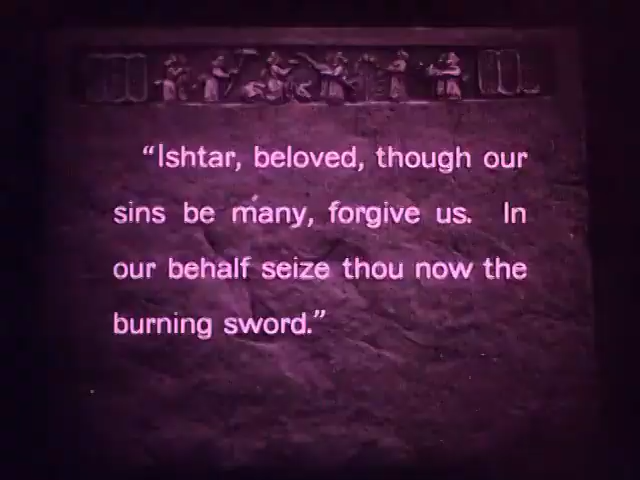 “Ishtar, beloved, though our
sins be many, forgive us. In
our behalf seize thou now the
burning sword.”